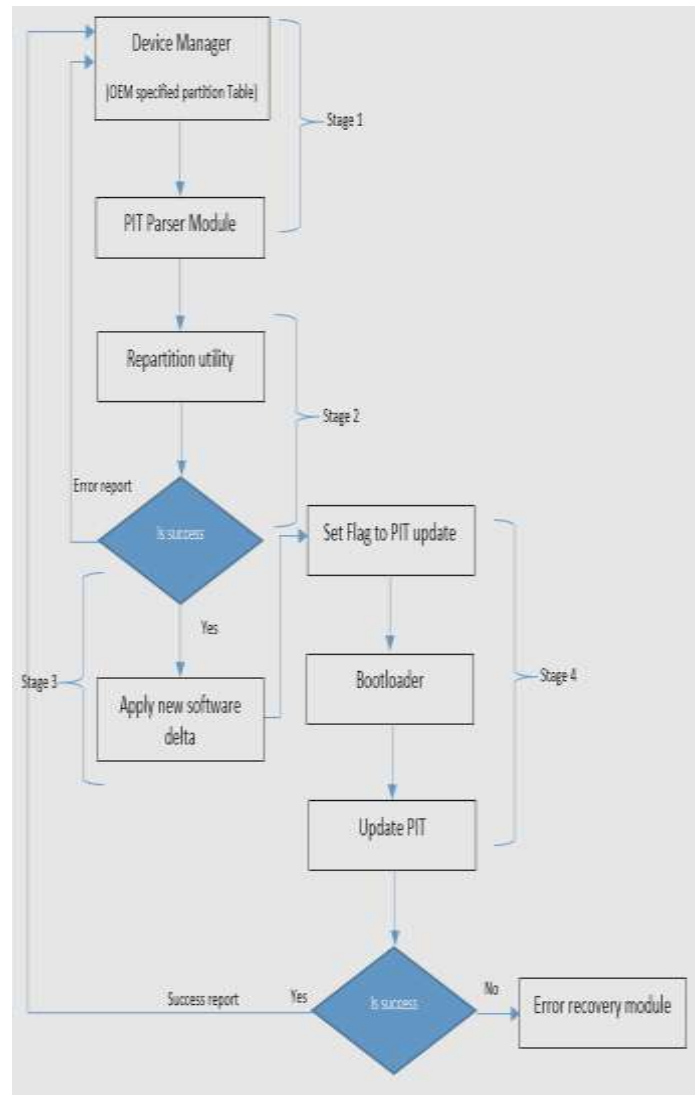 Device Manager
(OEM specified partition Table)
Stage 1
PIT Parser Module
Repartition utility
Stage 2
Error report
Is success
Set Flag to PIT update
Yes
Stage 3
Apply new software
delta
Bootloader
Stage 4
Update PIT
Success report
Yes
Is success
No
Error recovery module